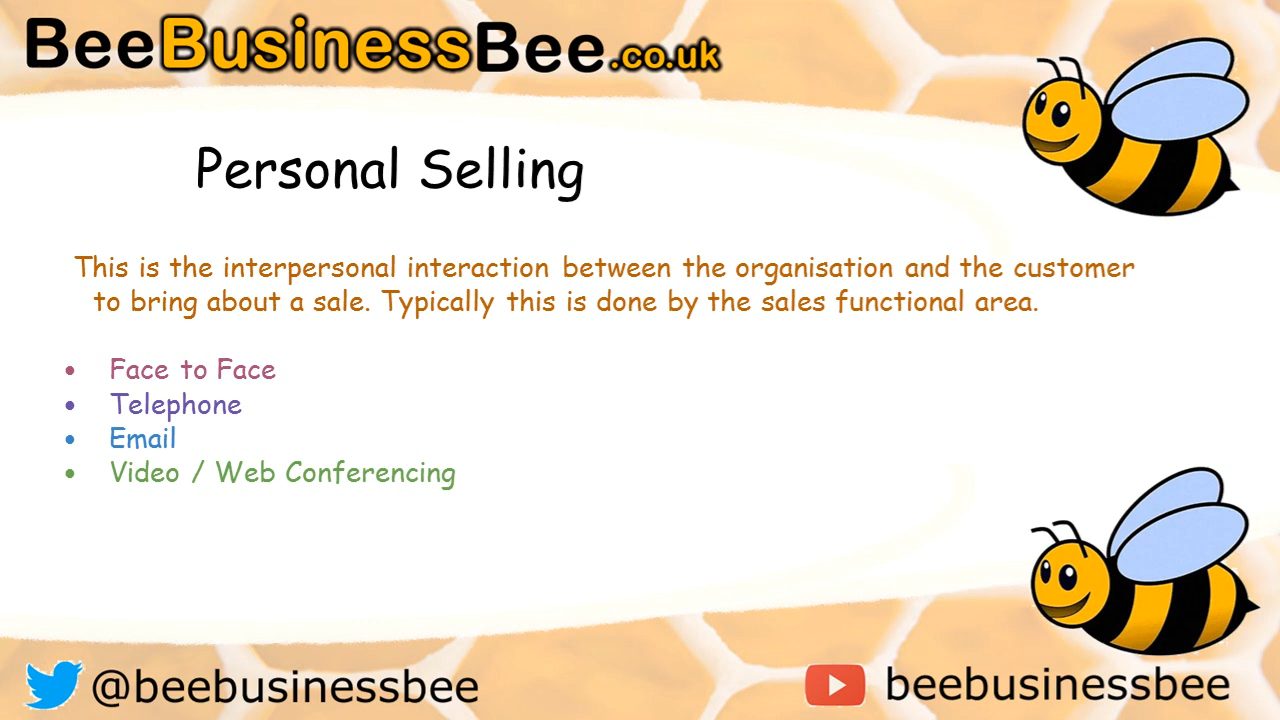 BeeBusinessBee.co.uk
Personal Selling
This is the interpersonal interaction between the organisation and the customer
to bring about a sale. Typically this is done by the sales functional area.
• Face to Face
• Telephone
• Email
• Video / Web Conferencing
@beebusinessbee
beebusinessbee